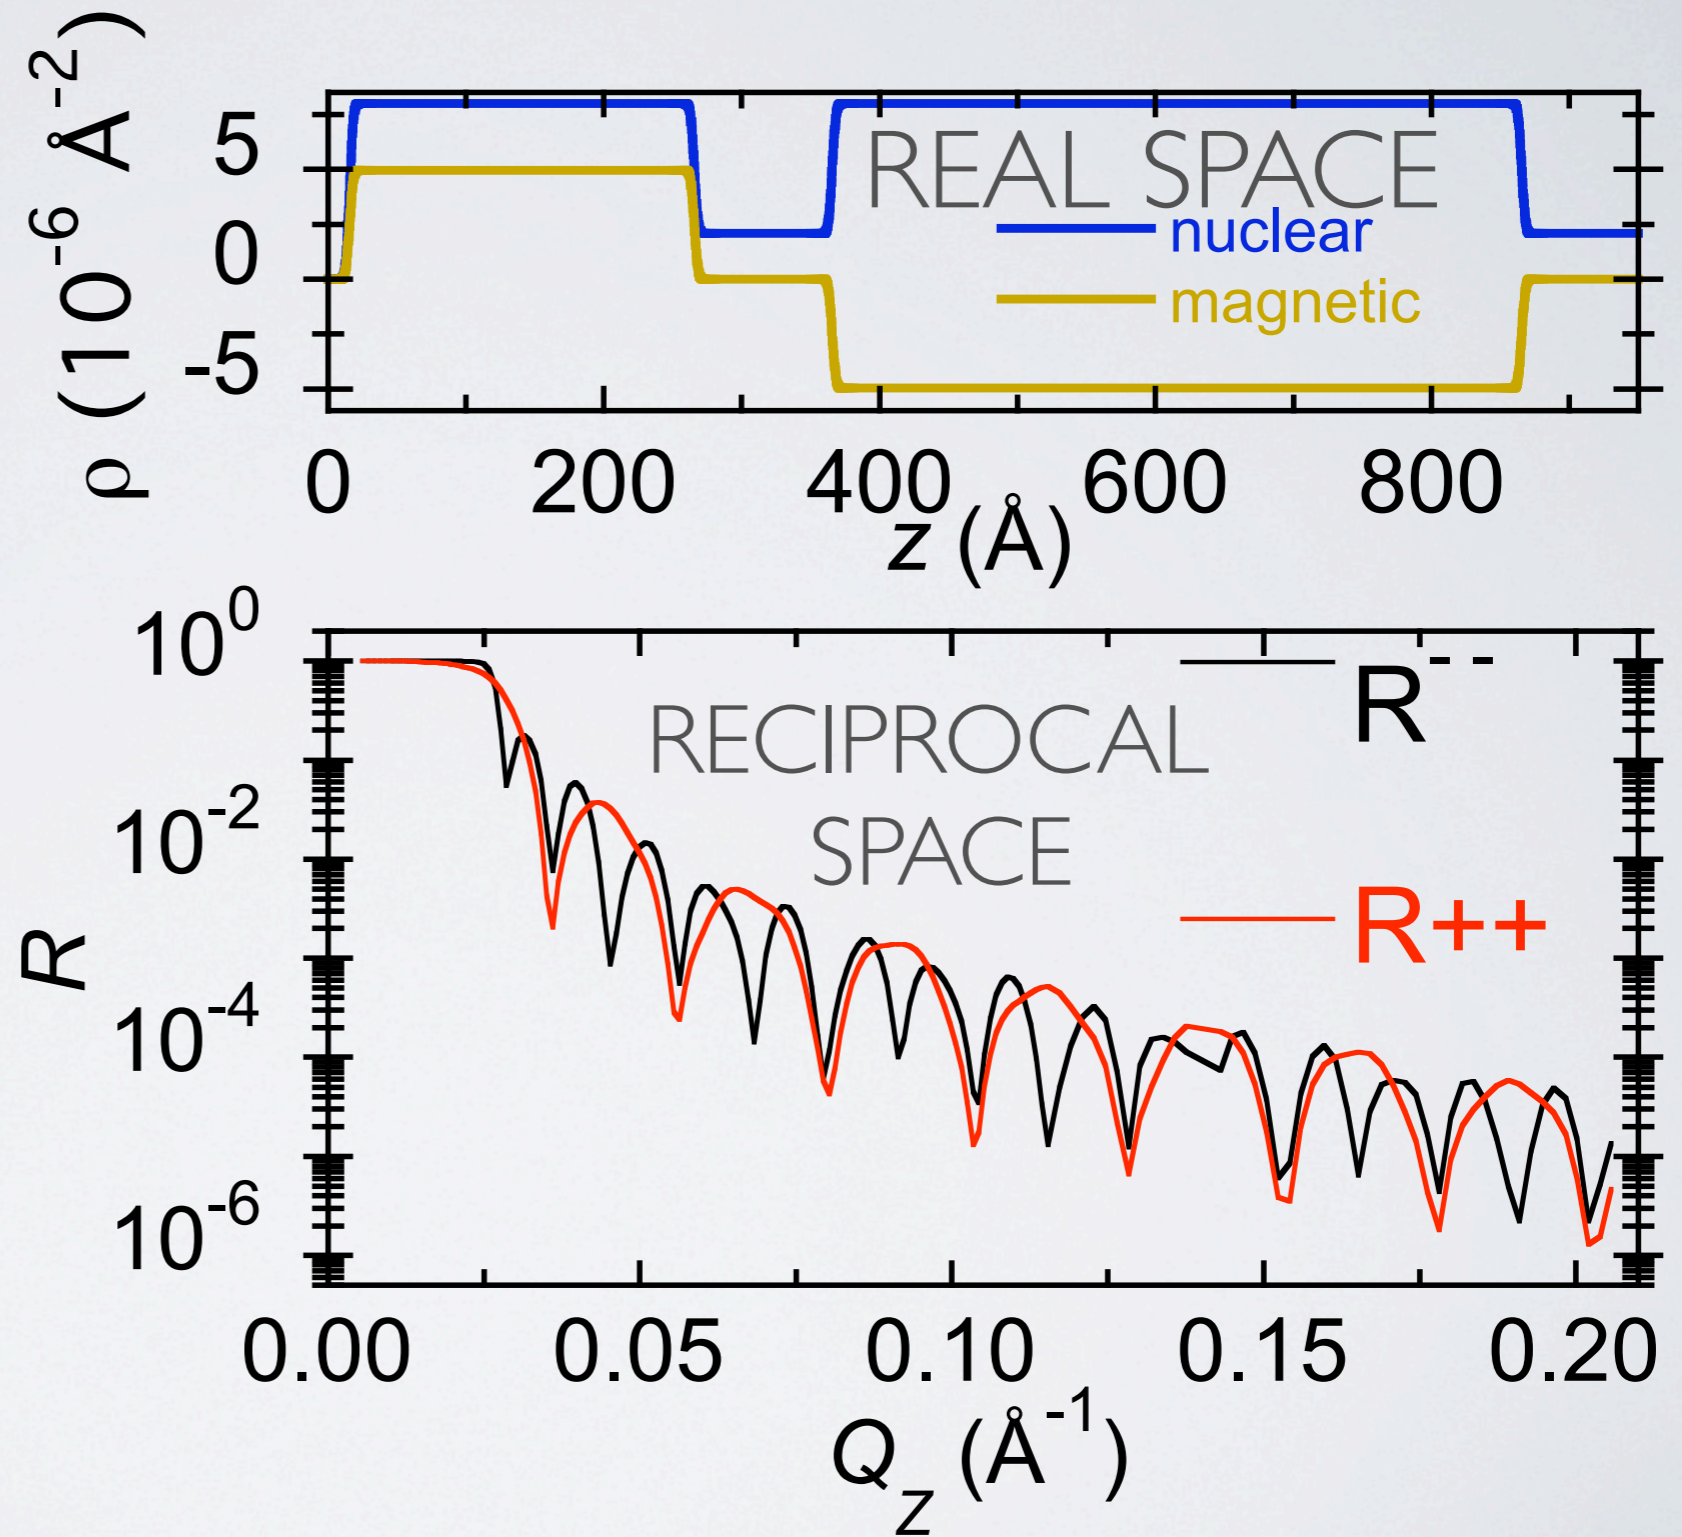 ρ (10-6 Å-2)
5
0
-5
REAL SPACE
nuclear
magnetic
0 200 400 600 800
z (Å)
R
10^0
10^-2
10^-4
10^-6
RECIPROCAL
SPACE
R--
R++
0.00 0.05 0.10 0.15 0.20
Qz (Å-1)